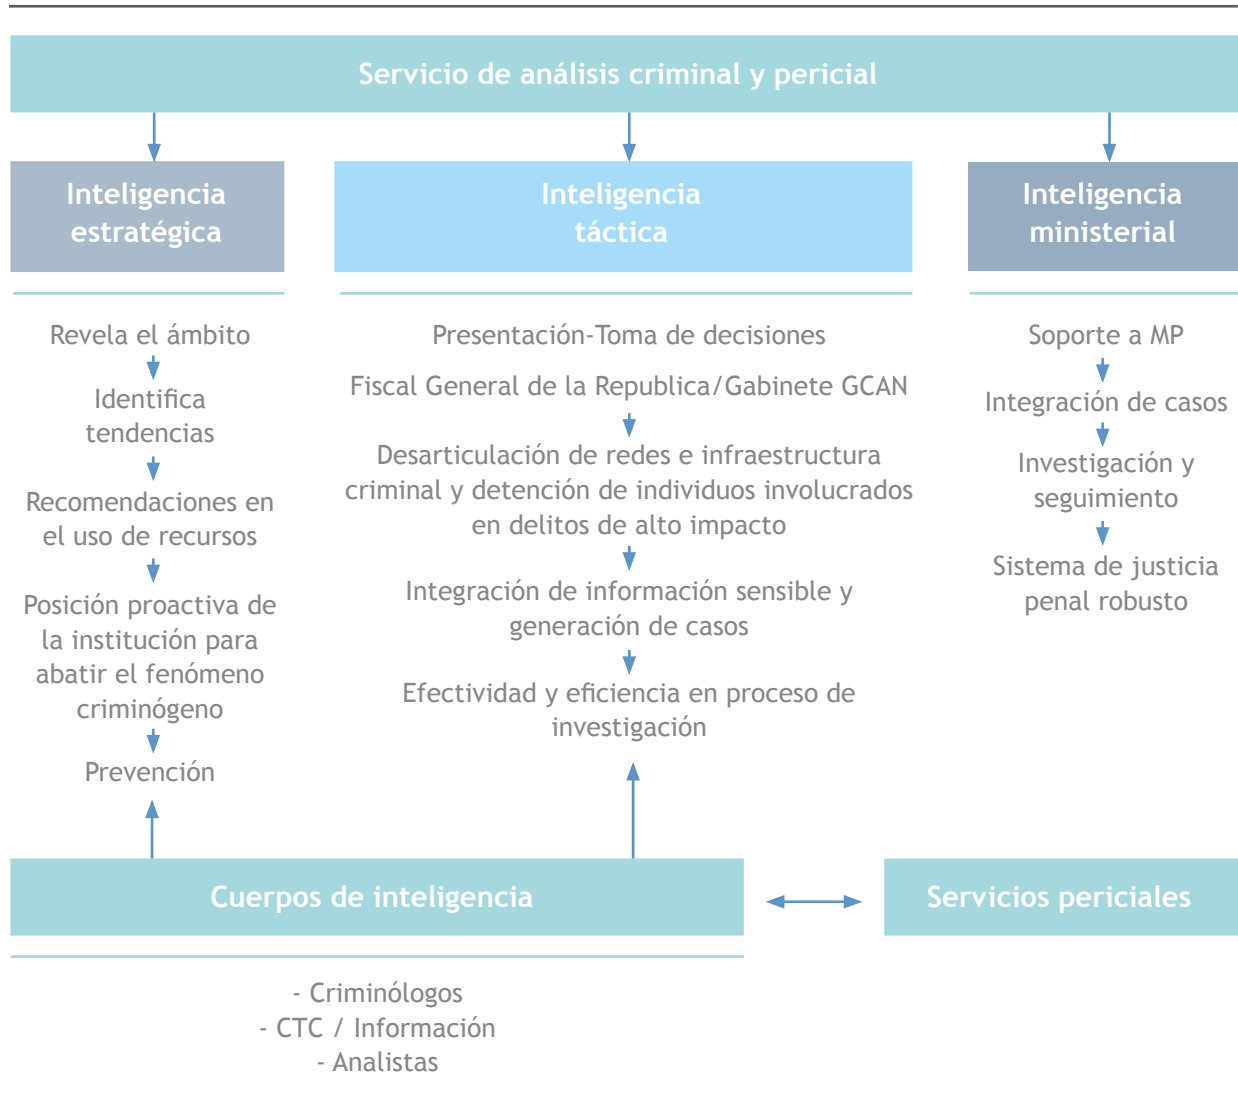 Servicio de análisis criminal y pericial
Inteligencia
estratégica
Revela el ámbito
Identifica
tendencias
Recomendaciones en
el uso de recursos
Posición proactiva de
la institución para
abatir el fenómeno
criminógeno
Prevención
Inteligencia
táctica
Presentación-Toma de decisiones
Fiscal General de la Republica/Gabinete GCAN
Desarticulación de redes e infraestructura
criminal y detención de individuos involucrados
en delitos de alto impacto
Integración de información sensible y
generación de casos
Efectividad y eficiencia en proceso de
investigación
Inteligencia
ministerial
Soporte a MP
Integración de casos
Investigación y
seguimiento
Sistema de justicia
penal robusto
Cuerpos de inteligencia
Servicios periciales
- Criminólogos
- CTC / Información
- Analistas